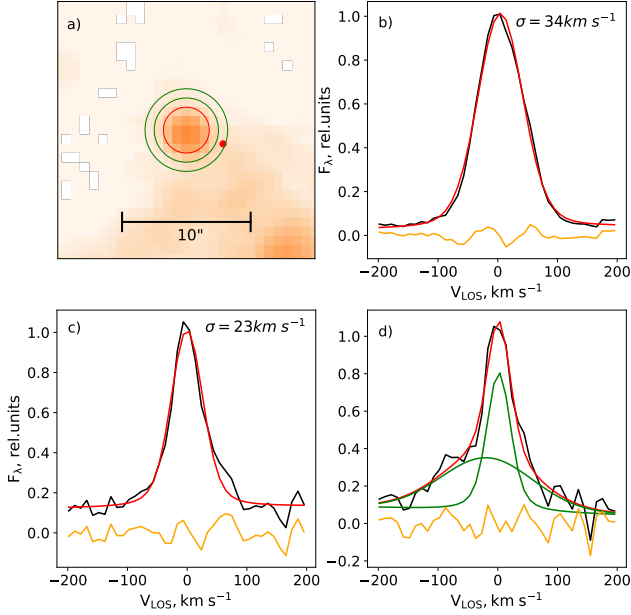 a)
10"
b)
σ = 34km s⁻¹
F_λ, rel.units
1.0
0.8
0.6
0.4
0.2
0.0
−200 −100 0 100 200
V_LOS, km s⁻¹
c)
σ = 23km s⁻¹
F_λ, rel.units
1.0
0.8
0.6
0.4
0.2
0.0
−200 −100 0 100 200
V_LOS, km s⁻¹
d)
1.0
0.8
0.6
0.4
0.2
0.0
−0.2
−200 −100 0 100 200
V_LOS, km s⁻¹